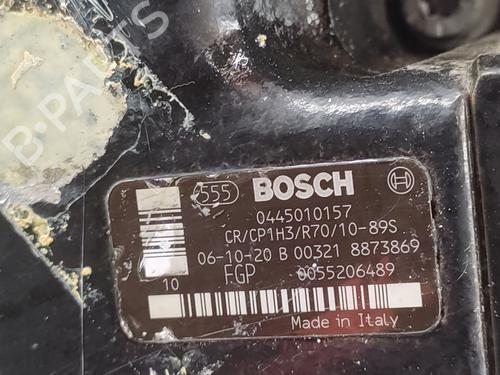 B-PARTS
555 BOSCH
0445010157
CR/CP1H3/R70/10-89S
06-10-20 B 00321 8873869
FGP 0055206489
10
Made in Italy